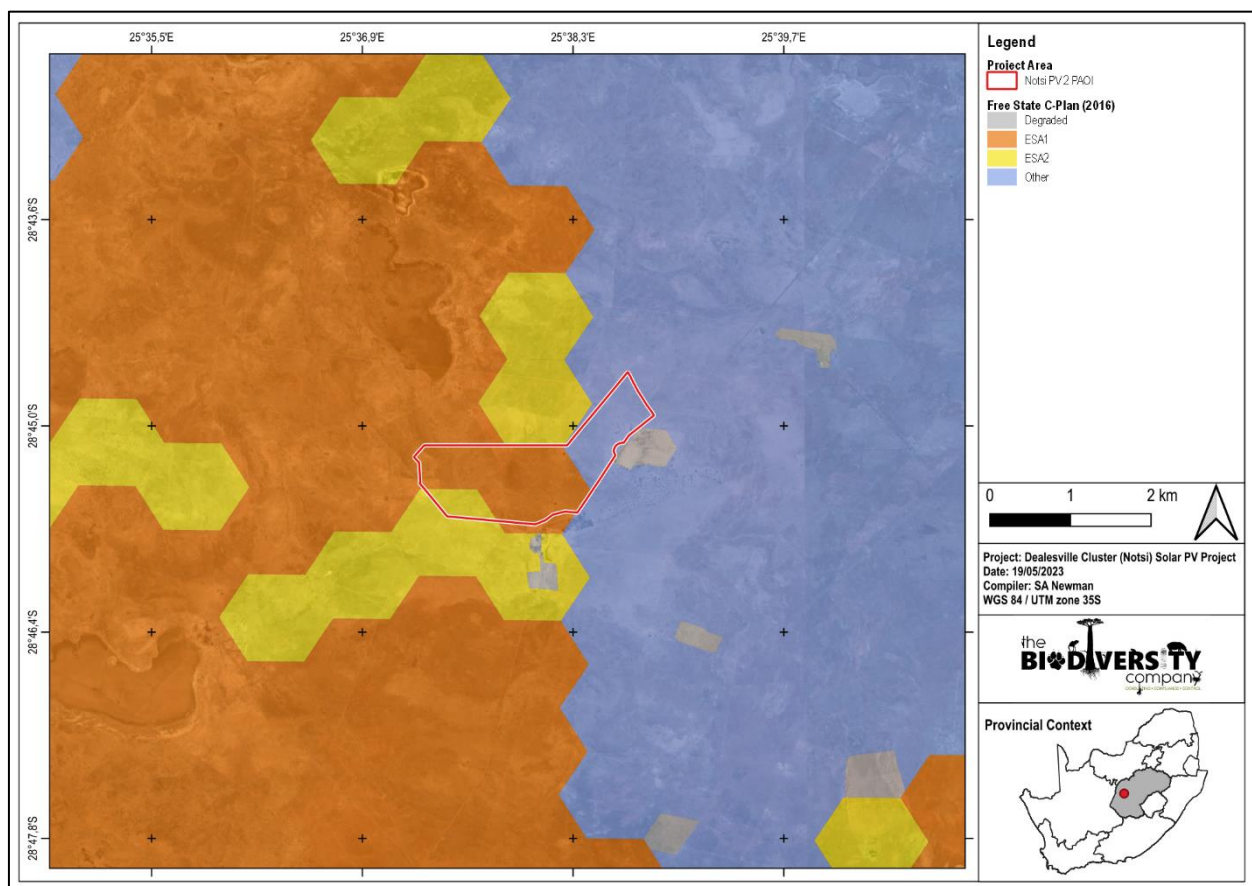 25°35,5'E 25°36,9'E 25°38,3'E 25°39,7'E
28°43,6'S
28°45,0'S
28°46,4'S
28°47,8'S
Legend
Project Area
Notsi PV2 PAOI
Free State C-Plan (2016)
Degraded
ESA1
ESA2
Other
0 1 2 km
Project: Dealesville Cluster (Notsi) Solar PV Project
Date: 19/05/2023
Compiler: SA Newman
WGS 84 / UTM zone 35S
the
BIODIVERSITY
company
Provincial Context